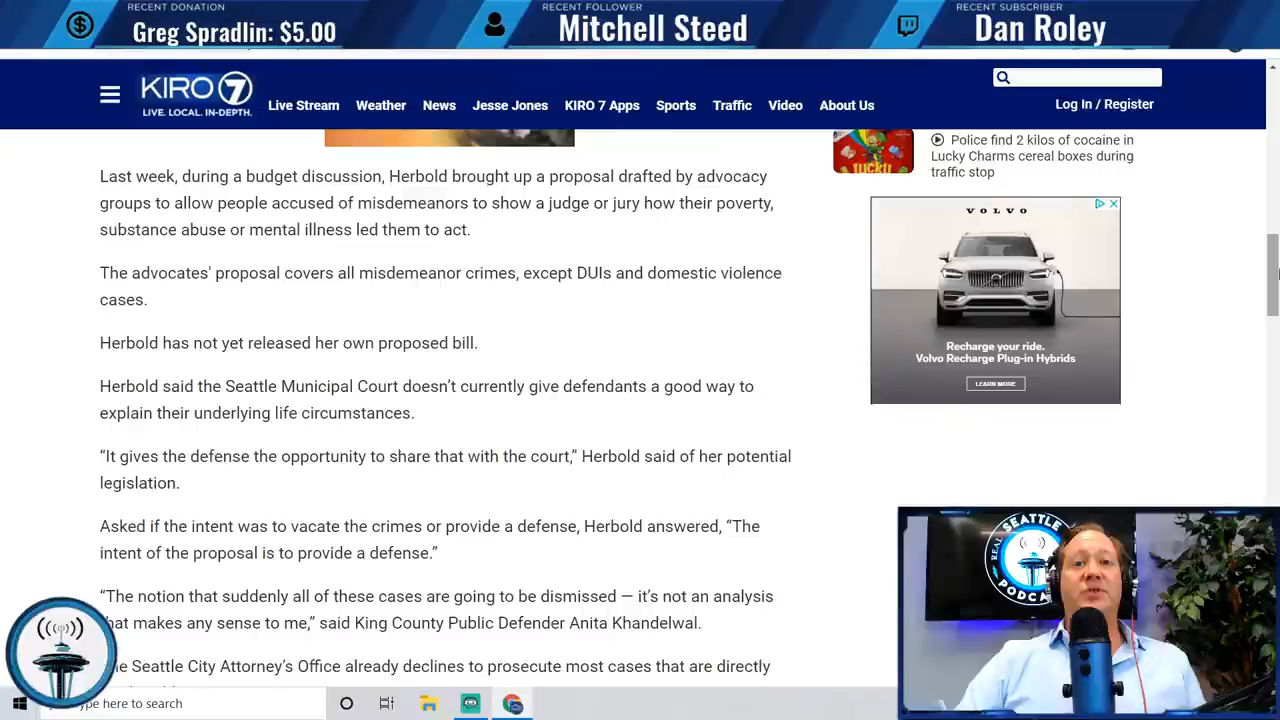 RECENT DONATION
Greg Spradlin: $5.00
RECENT FOLLOWER
Mitchell Steed
RECENT SUBSCRIBER
Dan Roley
KIRO 7
LIVE. LOCAL. IN-DEPTH.
Live Stream
Weather
News
Jesse Jones
KIRO 7 Apps
Sports
Traffic
Video
About Us
Log In / Register
Last week, during a budget discussion, Herbold brought up a proposal drafted by advocacy
groups to allow people accused of misdemeanors to show a judge or jury how their poverty,
substance abuse or mental illness led them to act.
The advocates' proposal covers all misdemeanor crimes, except DUIs and domestic violence
cases.
Herbold has not yet released her own proposed bill.
Herbold said the Seattle Municipal Court doesn’t currently give defendants a good way to
explain their underlying life circumstances.
“It gives the defense the opportunity to share that with the court,” Herbold said of her potential
legislation.
Asked if the intent was to vacate the crimes or provide a defense, Herbold answered, “The
intent of the proposal is to provide a defense.”
“The notion that suddenly all of these cases are going to be dismissed — it’s not an analysis
that makes any sense to me,” said King County Public Defender Anita Khandelwal.
The Seattle City Attorney’s Office already declines to prosecute most cases that are directly
Police find 2 kilos of cocaine in
Lucky Charms cereal boxes during
traffic stop
LUCKY
VOLVO
Recharge your ride.
Volvo Recharge Plug-in Hybrids
LEARN MORE
REAL SEATTLE
PODCAST
Type here to search